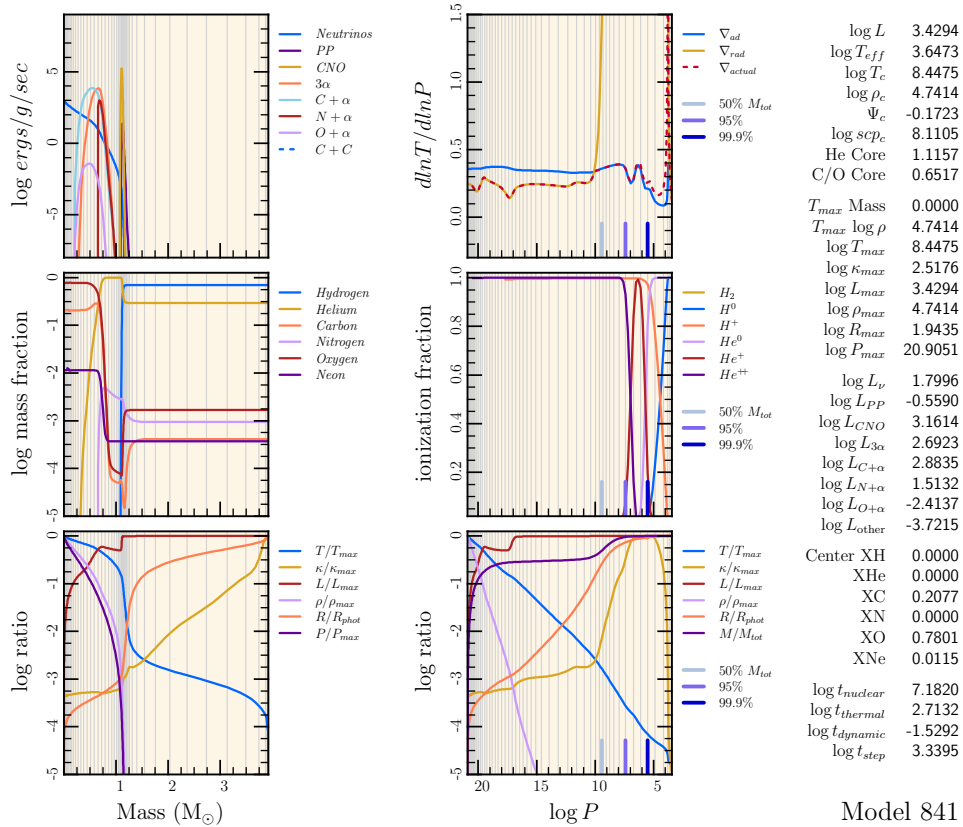 log ergs/g/sec
5
0
-5
Neutrinos
PP
CNO
3α
C + α
N + α
O + α
C + C
dlnT/dlnP
1.5
1.0
0.5
0.0
∇ad
∇rad
∇actual
50% Mtot
95%
99.9%
log mass fraction
-0
-1
-2
-3
-4
-5
Hydrogen
Helium
Carbon
Nitrogen
Oxygen
Neon
ionization fraction
1.0
0.8
0.6
0.4
0.2
H2
H0
H+
He0
He+
He++
50% Mtot
95%
99.9%
log ratio
-0
-1
-2
-3
-4
-5
T/Tmax
κ/κmax
L/Lmax
ρ/ρmax
R/Rphot
P/Pmax
0 1 2 3
Mass (M⊙)
log ratio
-0
-1
-2
-3
-4
-5
T/Tmax
κ/κmax
L/Lmax
ρ/ρmax
R/Rphot
M/Mtot
50% Mtot
95%
99.9%
20 15 10 5
log P
log L 3.4294
log Teff 3.6473
log Tc 8.4475
log ρc 4.7414
Ψc -0.1723
log scpc 8.1105
He Core 1.1157
C/O Core 0.6517
Tmax Mass 0.0000
Tmax log ρ 4.7414
log Tmax 8.4475
log κmax 2.5176
log Lmax 3.4294
log ρmax 4.7414
log Rmax 1.9435
log Pmax 20.9051
log Lν 1.7996
log LPP -0.5590
log LCNO 3.1614
log L3α 2.6923
log LC+α 2.8835
log LN+α 1.5132
log LO+α -2.4137
log Lother -3.7215
Center XH 0.0000
XHe 0.0000
XC 0.2077
XN 0.0000
XO 0.7801
XNe 0.0115
log tnuclear 7.1820
log tthermal 2.7132
log tdynamic -1.5292
log tstep 3.3395
Model 841